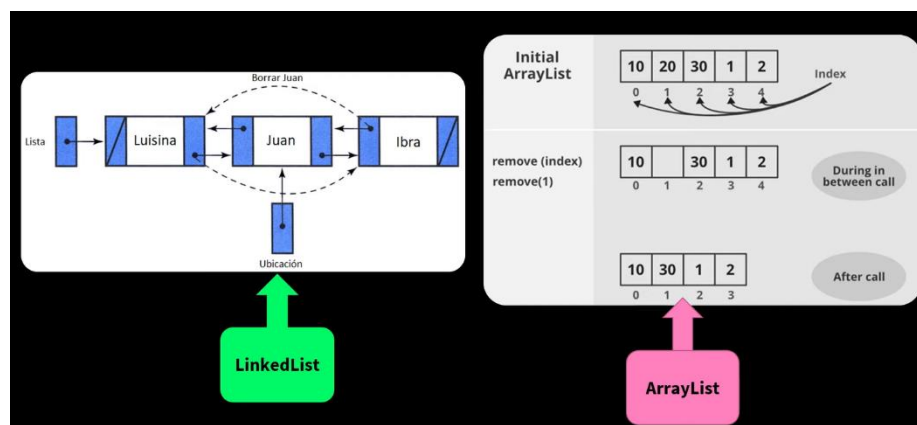 Borrar Juan
Lista
Luisina
Juan
Ibra
Ubicación
LinkedList
Initial
ArrayList
10 20 30 1 2
0 1 2 3 4
Index
remove (index)
remove(1)
10 30 1 2
0 1 2 3 4
During in
between call
10 30 1 2
0 1 2 3
After call
ArrayList